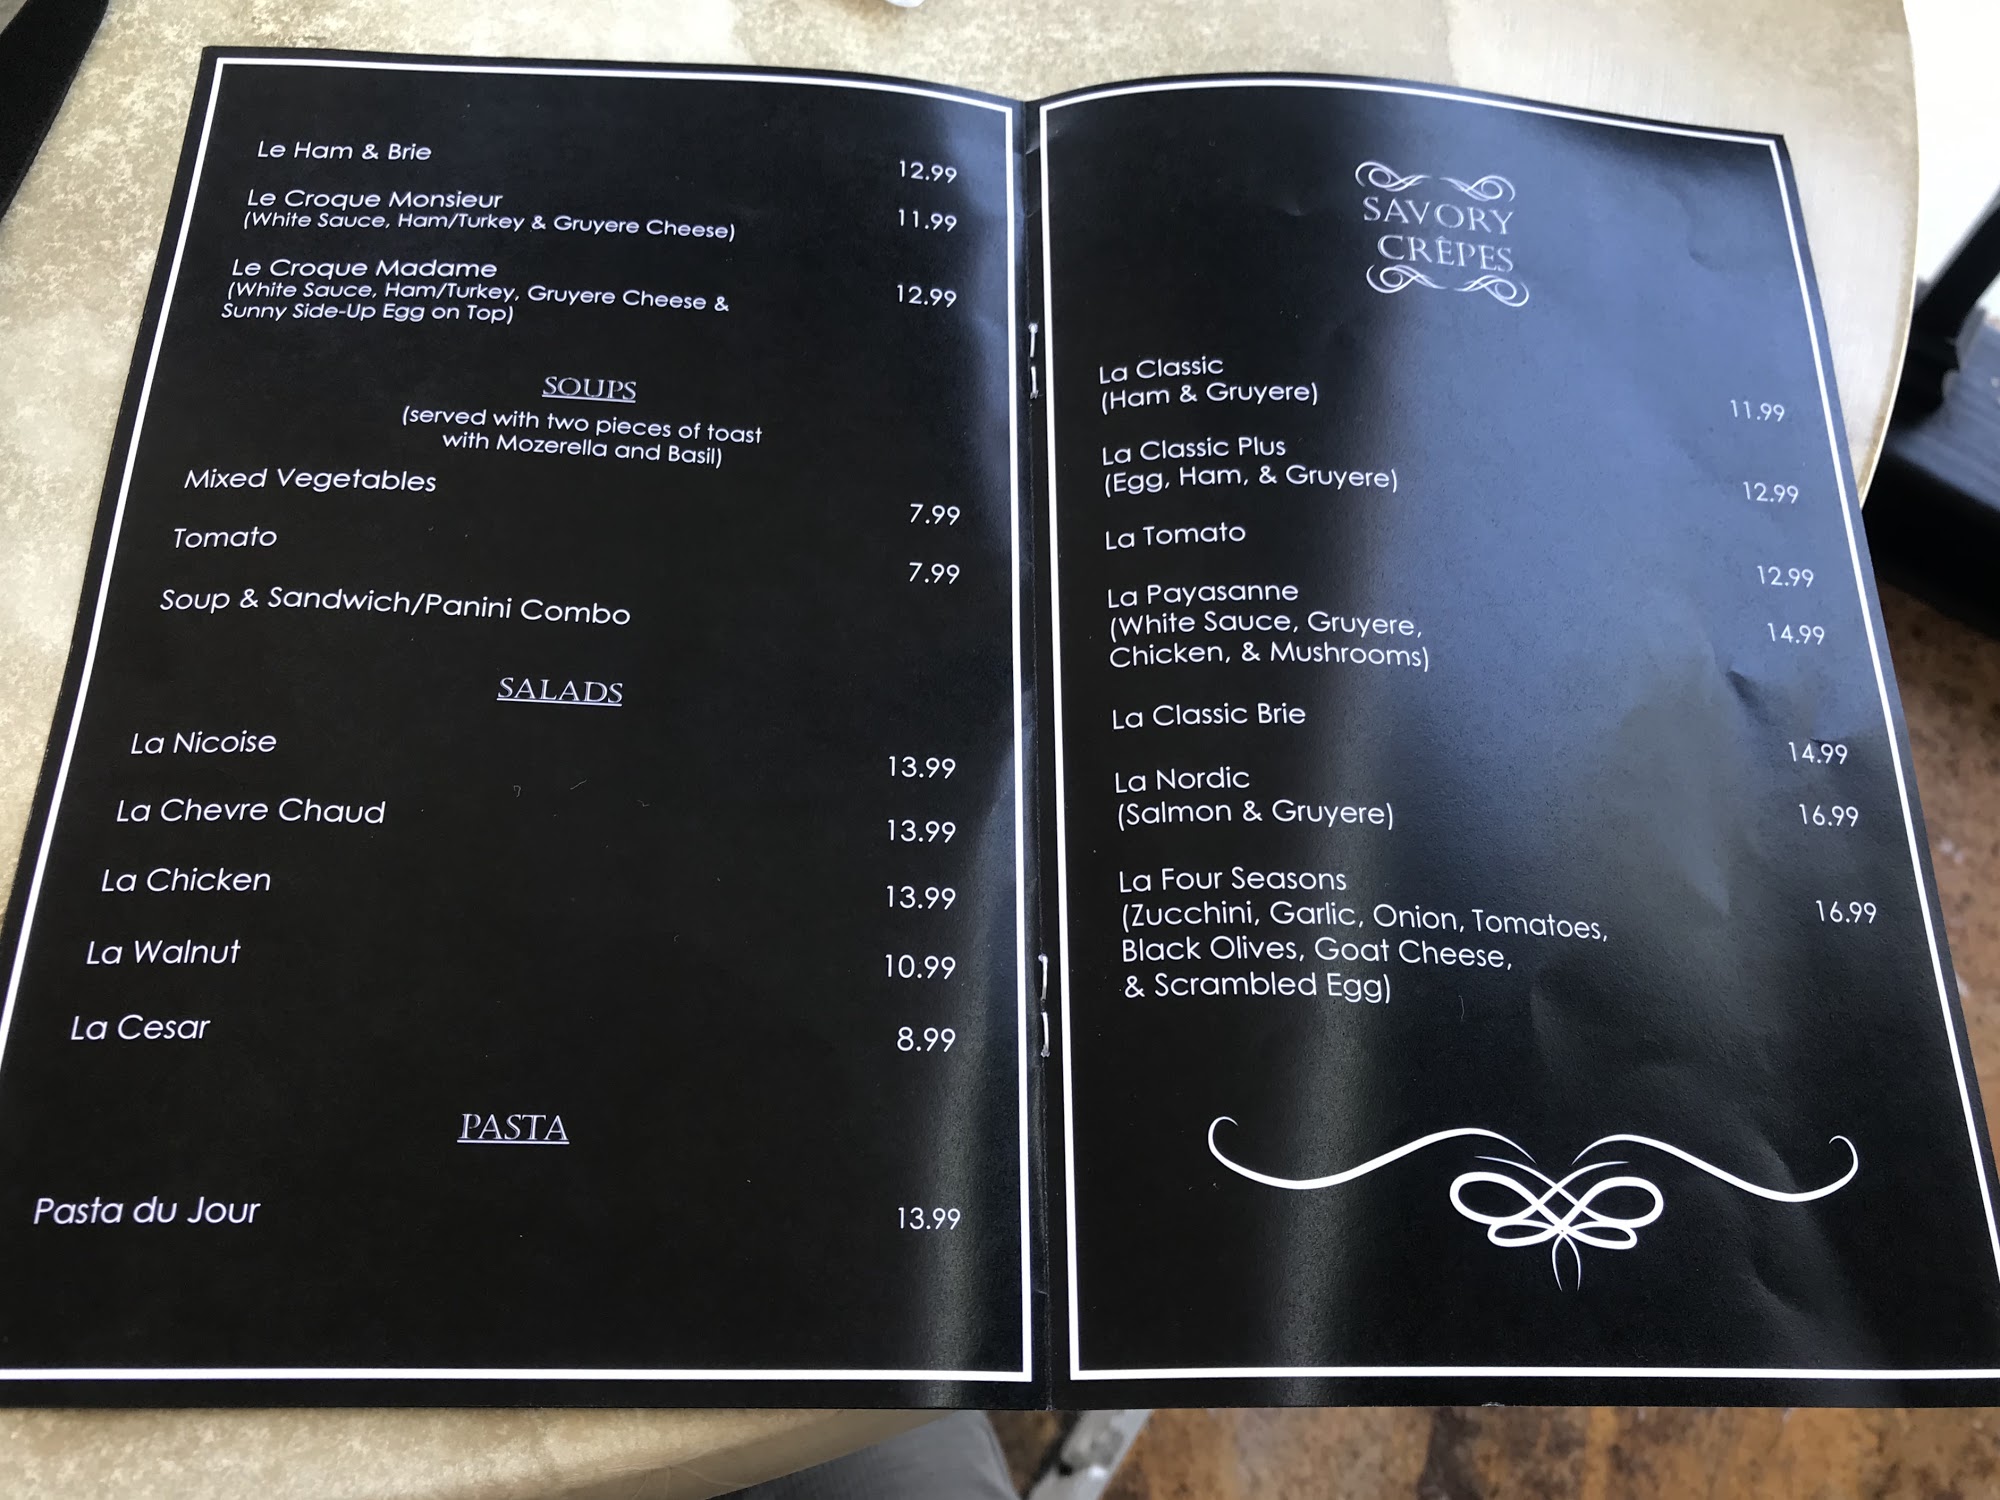 Le Ham & Brie 12.99
Le Croque Monsieur 11.99
(White Sauce, Ham/Turkey & Gruyere Cheese)
Le Croque Madame 12.99
(White Sauce, Ham/Turkey, Gruyere Cheese &
Sunny Side-Up Egg on Top)
SOUPS
(served with two pieces of toast
with Mozerella and Basil)
Mixed Vegetables 7.99
Tomato 7.99
Soup & Sandwich/Panini Combo
SALADS
La Nicoise 13.99
La Chevre Chaud 13.99
La Chicken 13.99
La Walnut 10.99
La Cesar 8.99
PASTA
Pasta du Jour 13.99
SAVORY
CRÊPES
La Classic
(Ham & Gruyere) 11.99
La Classic Plus
(Egg, Ham, & Gruyere) 12.99
La Tomato 12.99
La Payasanne 14.99
(White Sauce, Gruyere,
Chicken, & Mushrooms)
La Classic Brie 14.99
La Nordic 16.99
(Salmon & Gruyere)
La Four Seasons 16.99
(Zucchini, Garlic, Onion, Tomatoes,
Black Olives, Goat Cheese,
& Scrambled Egg)